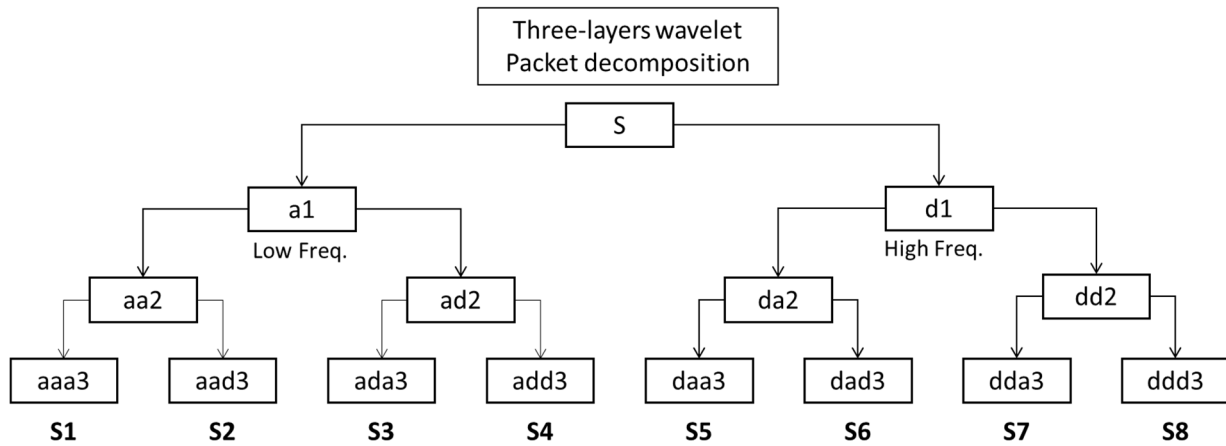 Three-layers wavelet
Packet decomposition
S
a1
d1
Low Freq.
High Freq.
aa2
ad2
da2
dd2
aaa3
aad3
ada3
add3
daa3
dad3
dda3
ddd3
S1
S2
S3
S4
S5
S6
S7
S8